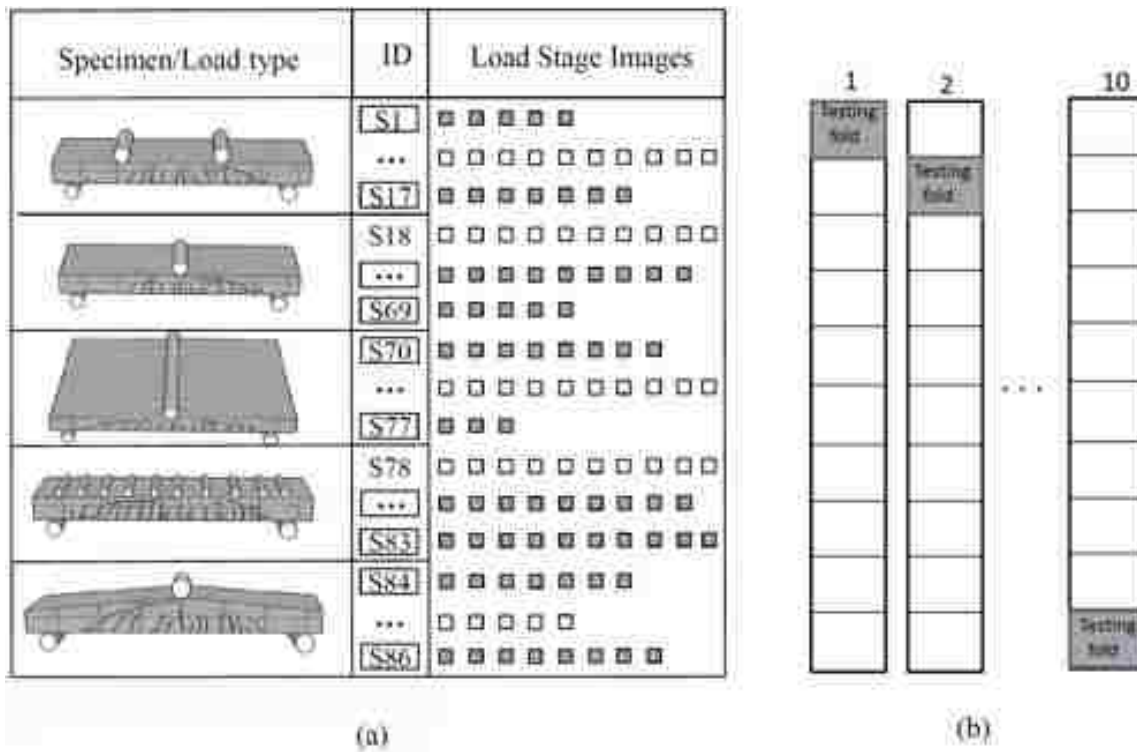 Specimen/Load type ID Load Stage Images
S1
...
S17
S18
...
S69
S70
...
S77
S78
...
S83
S84
...
S86
(a)
1 2 10
Testing
fold
Testing
fold
...
Testing
fold
(b)